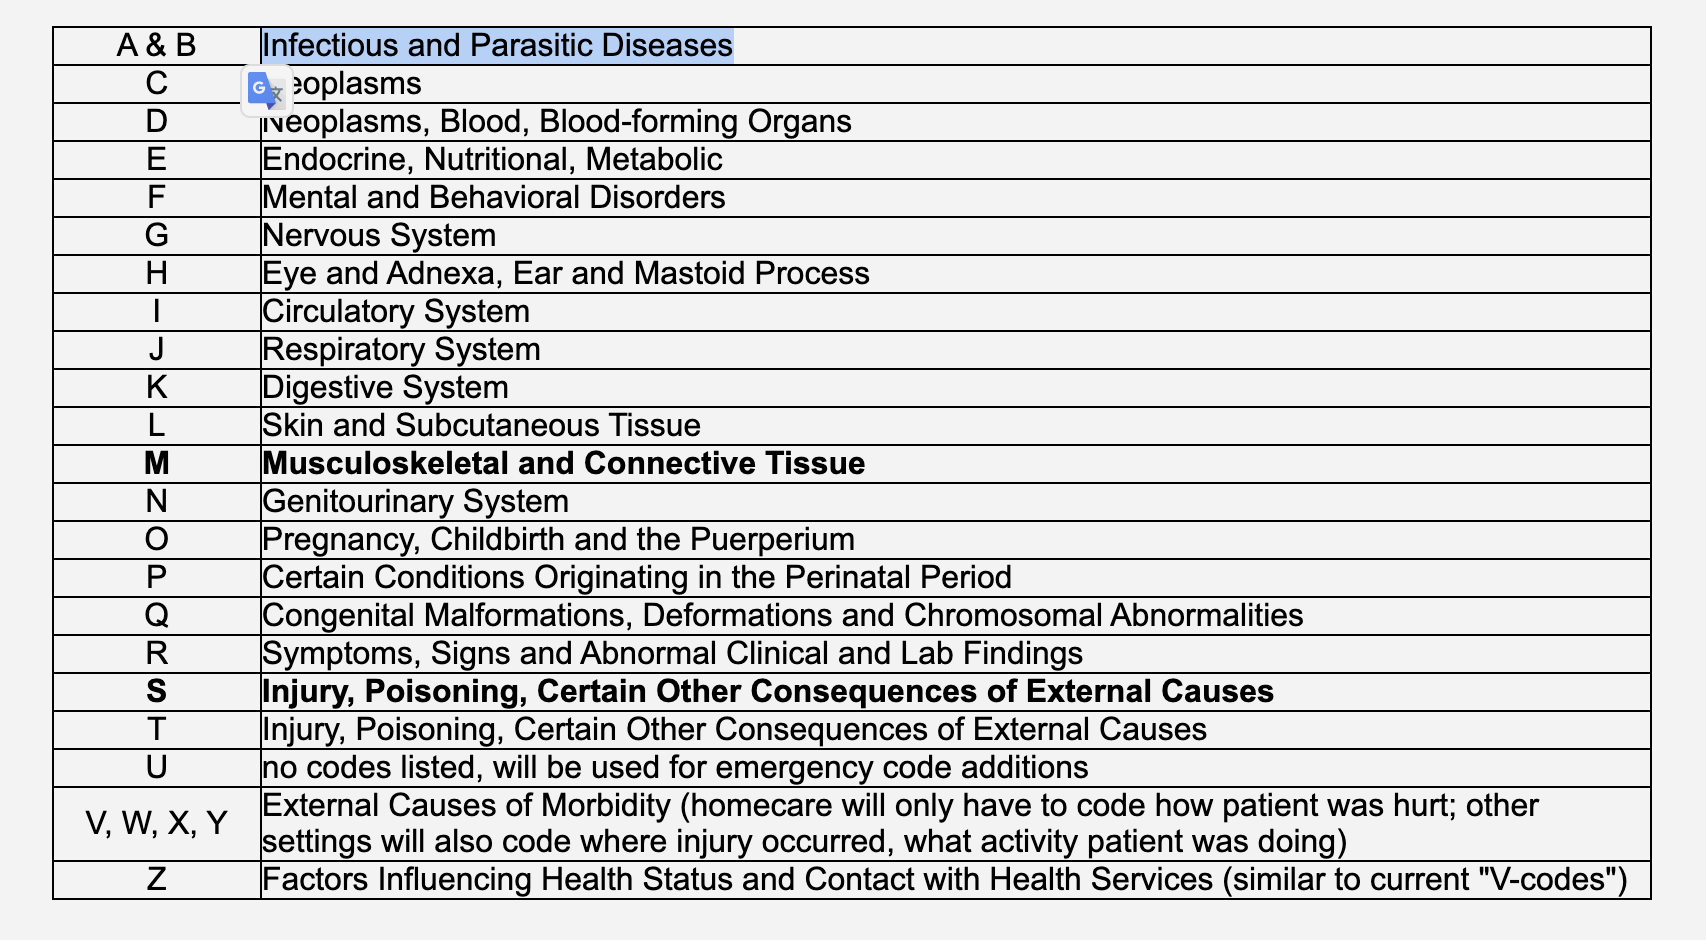 A & B Infectious and Parasitic Diseases
C eoplasms
D Neoplasms, Blood, Blood-forming Organs
E Endocrine, Nutritional, Metabolic
F Mental and Behavioral Disorders
G Nervous System
H Eye and Adnexa, Ear and Mastoid Process
I Circulatory System
J Respiratory System
K Digestive System
L Skin and Subcutaneous Tissue
M Musculoskeletal and Connective Tissue
N Genitourinary System
O Pregnancy, Childbirth and the Puerperium
P Certain Conditions Originating in the Perinatal Period
Q Congenital Malformations, Deformations and Chromosomal Abnormalities
R Symptoms, Signs and Abnormal Clinical and Lab Findings
S Injury, Poisoning, Certain Other Consequences of External Causes
T Injury, Poisoning, Certain Other Consequences of External Causes
U no codes listed, will be used for emergency code additions
V, W, X, Y External Causes of Morbidity (homecare will only have to code how patient was hurt; other
settings will also code where injury occurred, what activity patient was doing)
Z Factors Influencing Health Status and Contact with Health Services (similar to current "V-codes")